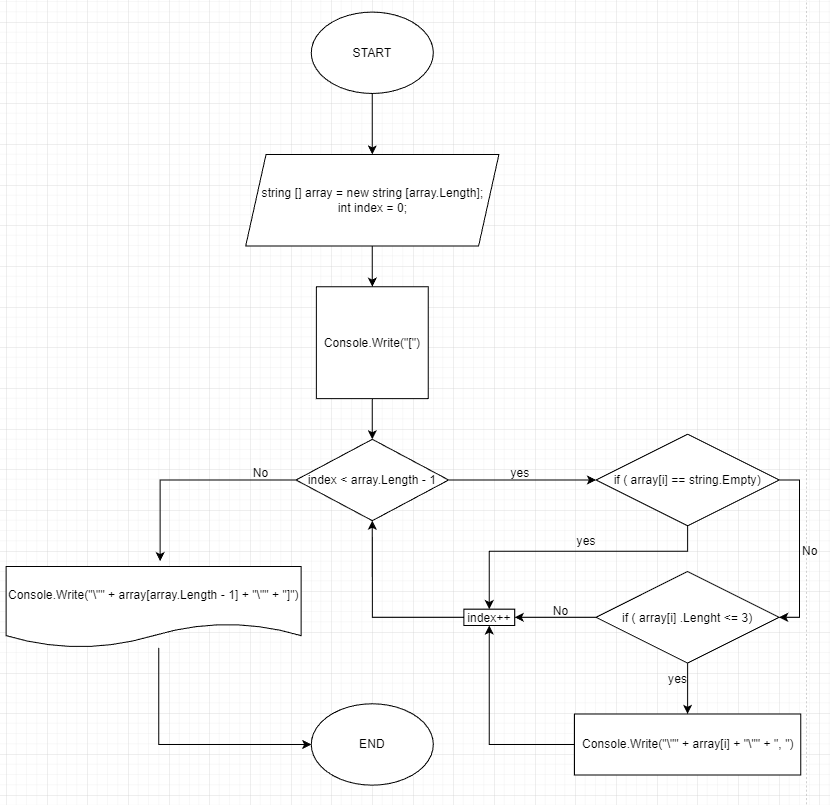 START
string [] array = new string [array.Length];
int index = 0;
Console.Write("[")
index < array.Length - 1
No
yes
if ( array[i] == string.Empty)
yes
No
Console.Write("\"" + array[array.Length - 1] + "\"" + "]")
index++
No
if ( array[i] .Lenght <= 3)
yes
END
Console.Write("\"" + array[i] + "\"" + ", ")